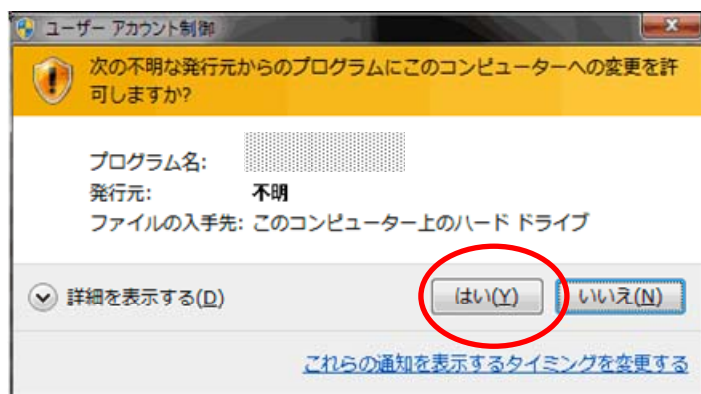 ユーザー アカウント制御
次の不明な発行元からのプログラムにこのコンピューターへの変更を許
可しますか?
プログラム名:
発行元: 不明
ファイルの入手先: このコンピューター上のハード ドライブ
詳細を表示する(D) はい(Y) いいえ(N)
これらの通知を表示するタイミングを変更する